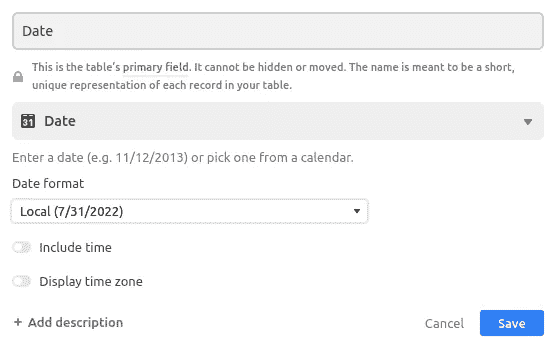 Date
This is the table's primary field. It cannot be hidden or moved. The name is meant to be a short,
unique representation of each record in your table.
31 Date
Enter a date (e.g. 11/12/2013) or pick one from a calendar.
Date format
Local (7/31/2022)
Include time
Display time zone
+ Add description Cancel Save